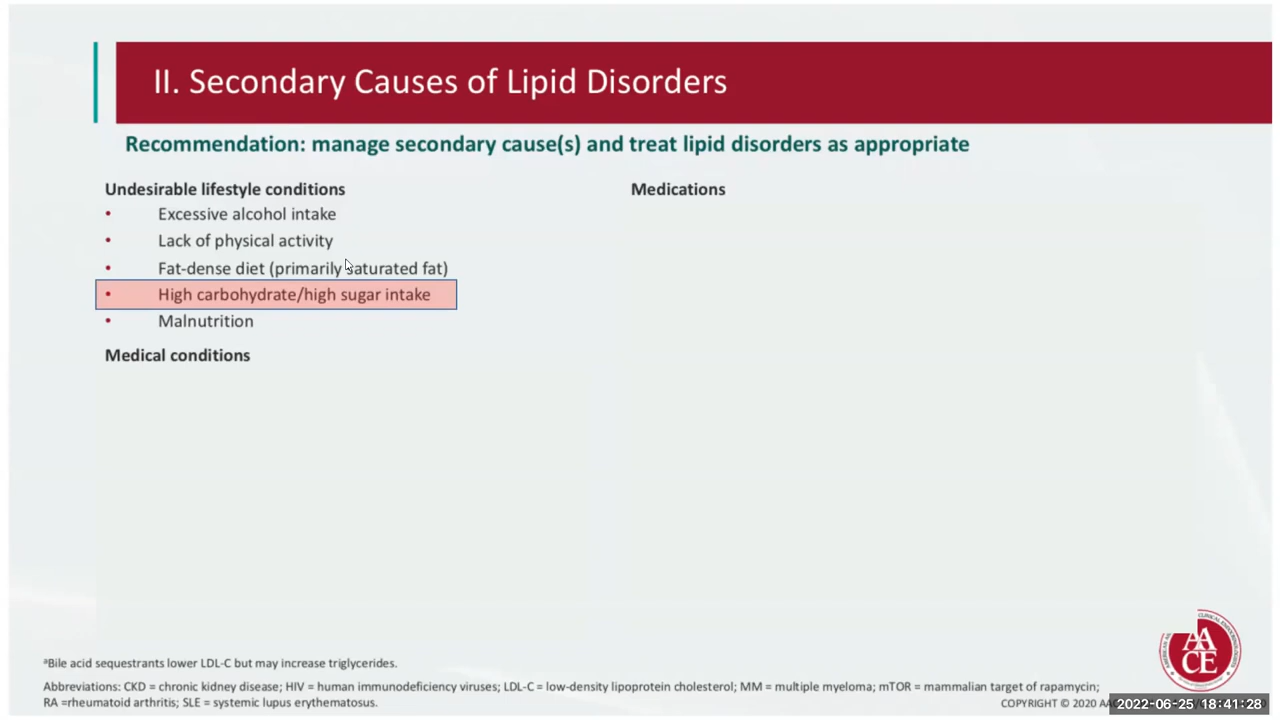 II. Secondary Causes of Lipid Disorders
Recommendation: manage secondary cause(s) and treat lipid disorders as appropriate
Undesirable lifestyle conditions
• Excessive alcohol intake
• Lack of physical activity
• Fat-dense diet (primarily saturated fat)
• High carbohydrate/high sugar intake
• Malnutrition
Medical conditions
Medications
AACE
ᵃBile acid sequestrants lower LDL-C but may increase triglycerides.
Abbreviations: CKD = chronic kidney disease; HIV = human immunodeficiency viruses; LDL-C = low-density lipoprotein cholesterol; MM = multiple myeloma; mTOR = mammalian target of rapamycin;
RA =rheumatoid arthritis; SLE = systemic lupus erythematosus.
COPYRIGHT © 2020
2022-06-25 18:41:28